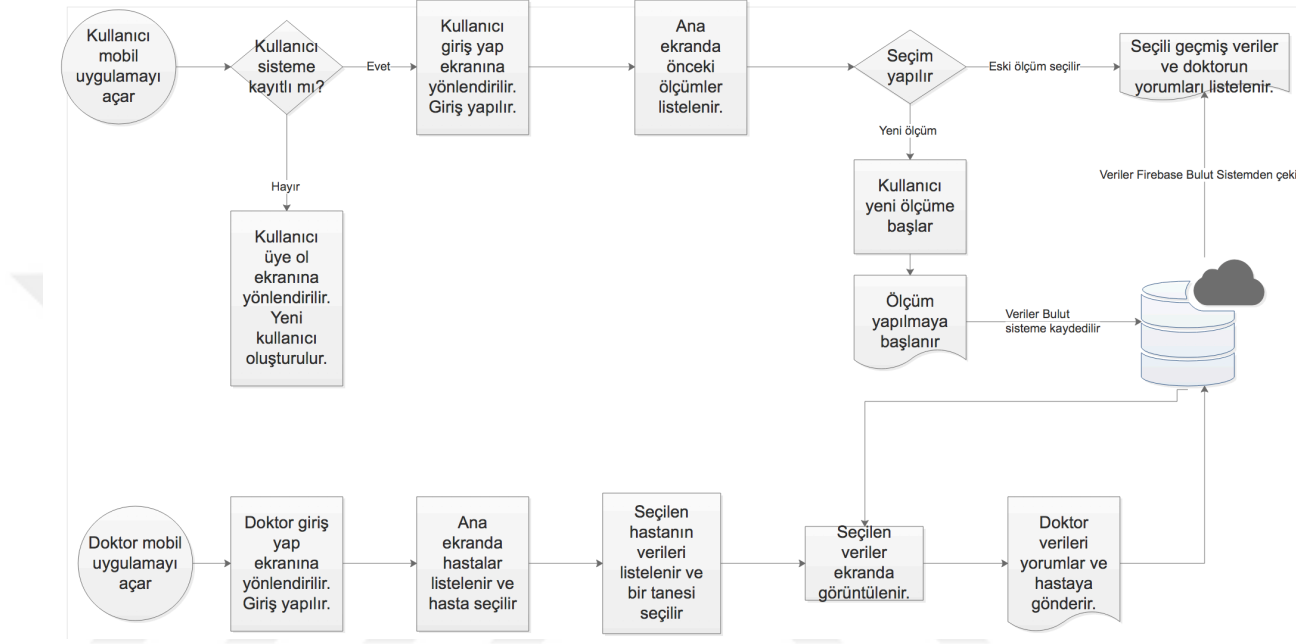 Kullanıcı
mobil
uygulamayı
açar
Kullanıcı
sisteme
kayıtlı mı?
Evet
Kullanıcı
giriş yap
ekranına
yönlendirilir.
Giriş yapılır.
Ana
ekranda
önceki
ölçümler
listelenir.
Seçim
yapılır
Eski ölçüm seçilir
Seçili geçmiş veriler
ve doktorun
yorumları listelenir.
Yeni ölçüm
Veriler Firebase Bulut Sistemden çeki
Hayır
Kullanıcı
üye ol
ekranına
yönlendirilir.
Yeni
kullanıcı
oluşturulur.
Kullanıcı
yeni ölçüme
başlar
Ölçüm
yapılmaya
başlanır
Veriler Bulut
sisteme kaydedilir
Doktor mobil
uygulamayı
açar
Doktor giriş
yap
ekranına
yönlendirilir.
Giriş yapılır.
Ana
ekranda
hastalar
listelenir ve
hasta seçilir
Seçilen
hastanın
verileri
listelenir ve
bir tanesi
seçilir
Seçilen
veriler
ekranda
görüntülenir.
Doktor
verileri
yorumlar ve
hastaya
gönderir.